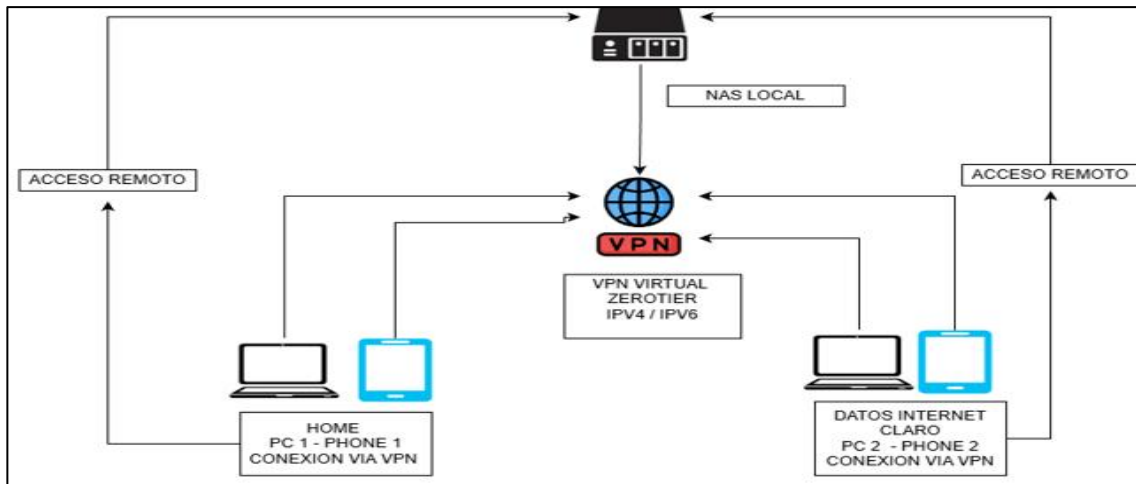 NAS LOCAL
ACCESO REMOTO
ACCESO REMOTO
VPN
VPN VIRTUAL
ZEROTIER
IPV4 / IPV6
HOME
PC 1 - PHONE 1
CONEXION VIA VPN
DATOS INTERNET
CLARO
PC 2 - PHONE 2
CONEXION VIA VPN